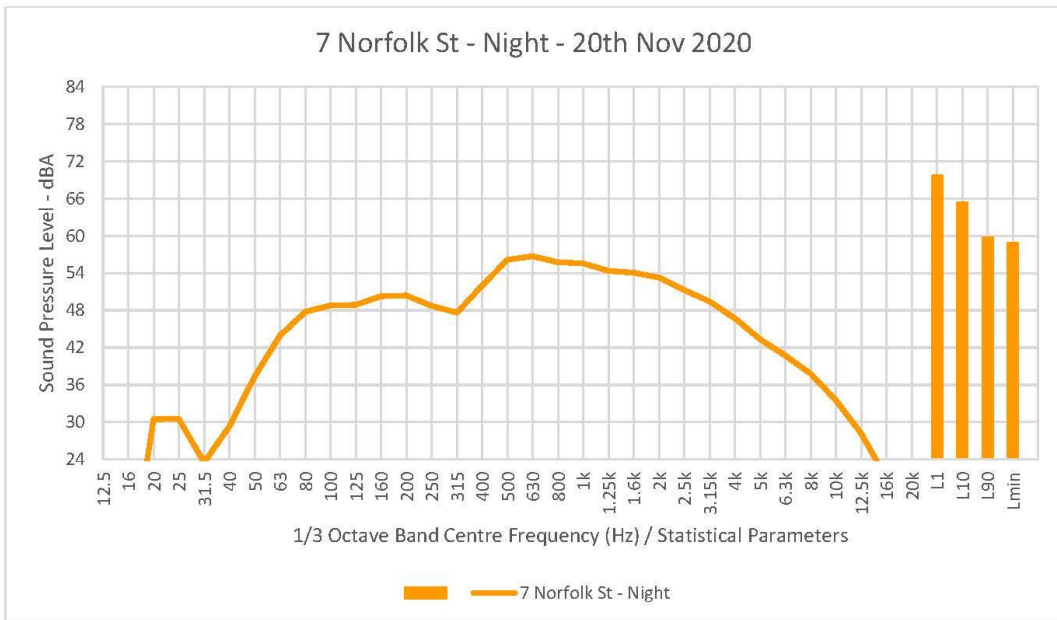 7 Norfolk St - Night - 20th Nov 2020
Sound Pressure Level - dBA
84
78
72
66
60
54
48
42
36
30
24
12.5 16 20 25 31.5 40 50 63 80 100 125 160 200 250 315 400 500 630 800 1k 1.25k 1.6k 2k 2.5k 3.15k 4k 5k 6.3k 8k 10k 12.5k 16k 20k L1 L10 L90 Lmin
1/3 Octave Band Centre Frequency (Hz) / Statistical Parameters
7 Norfolk St - Night